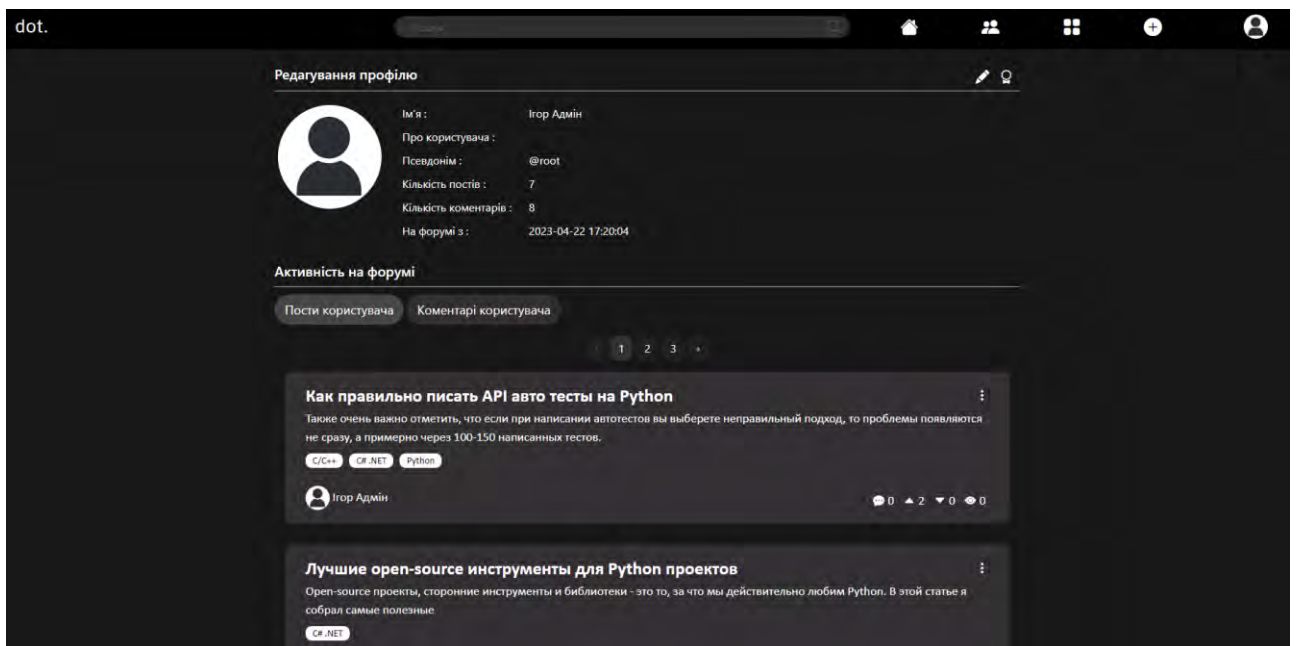 dot.
Редагування профілю
Ім'я : Ігор Адмін
Про користувача :
Псевдонім : @root
Кількість постів : 7
Кількість коментарів : 8
На форумі з : 2023-04-22 17:20:04
Активність на форумі
Пости користувача Коментарі користувача
1 2 3
Как правильно писать API авто тесты на Python
Также очень важно отметить, что если при написании автотестов вы выберете неправильный подход, то проблемы появляются
не сразу, а примерно через 100-150 написанных тестов.
C/C++ C# .NET Python
Ігор Адмін 0 2 0 0
Лучшие open-source инструменты для Python проектов
Open-source проекты, сторонние инструменты и библиотеки - это то, за что мы действительно любим Python. В этой статье я
собрал самые полезные
C# .NET